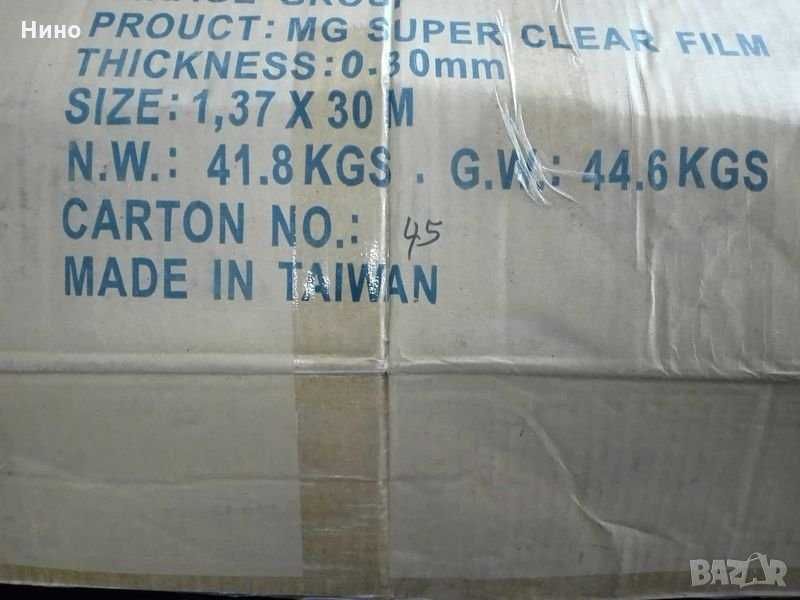 Нино
PROUCT: MG SUPER CLEAR FILM
THICKNESS: 0.30mm
SIZE: 1,37 X 30 M
N.W.: 41.8 KGS . G.W.: 44.6 KGS
CARTON NO.: 45
MADE IN TAIWAN
BAZAR